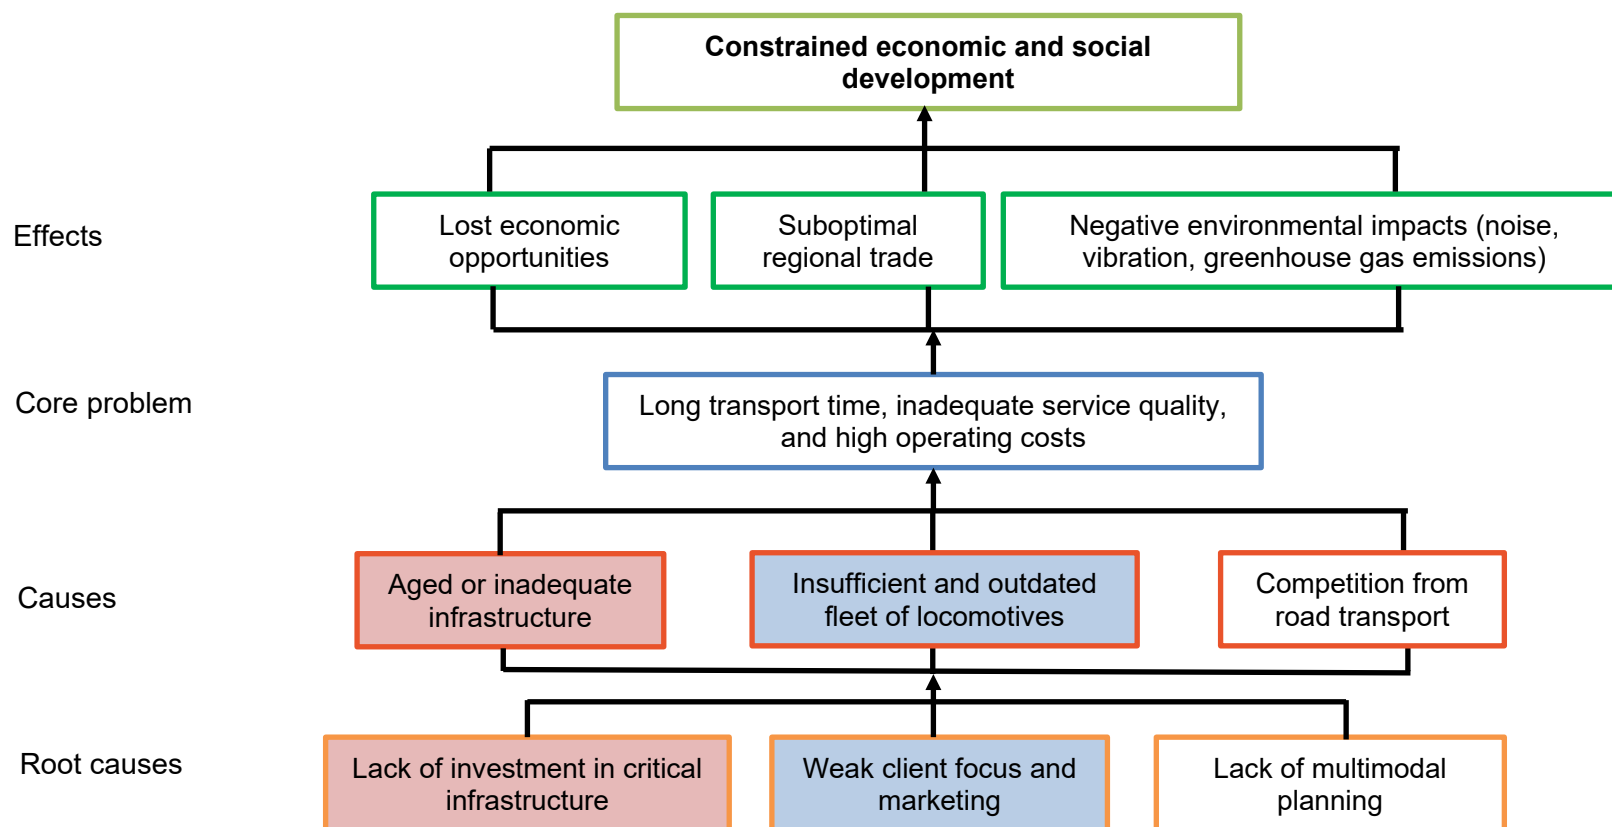 Constrained economic and social
development
Effects
Lost economic
opportunities
Suboptimal
regional trade
Negative environmental impacts (noise,
vibration, greenhouse gas emissions)
Core problem
Long transport time, inadequate service quality,
and high operating costs
Causes
Aged or inadequate
infrastructure
Insufficient and outdated
fleet of locomotives
Competition from
road transport
Root causes
Lack of investment in critical
infrastructure
Weak client focus and
marketing
Lack of multimodal
planning